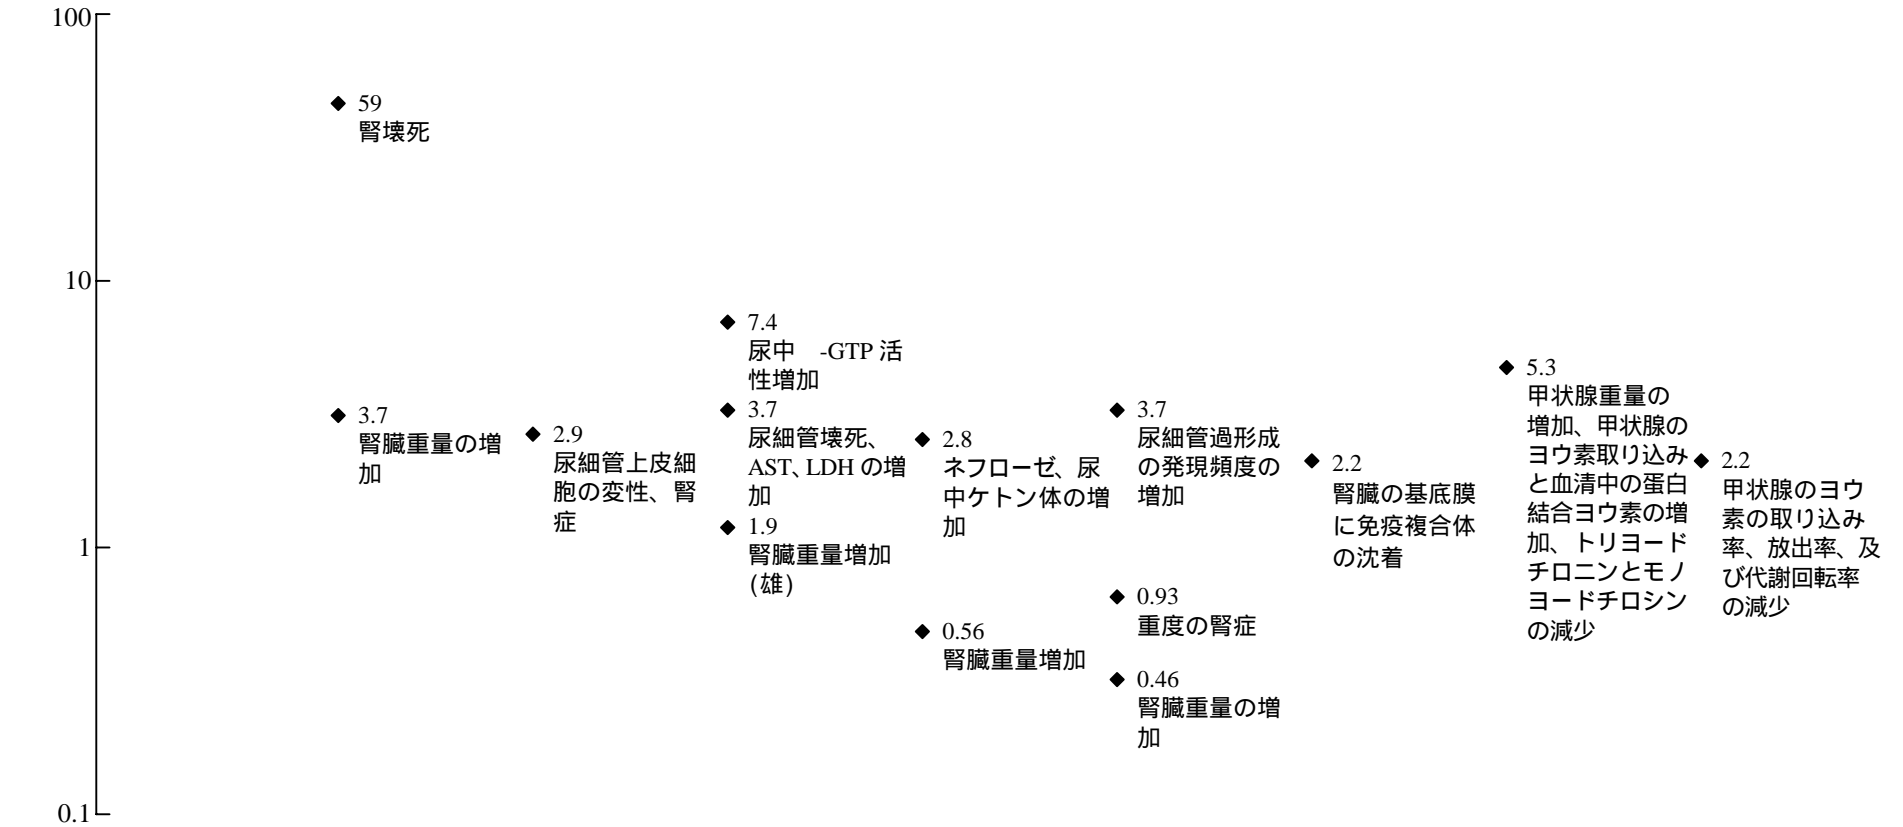 100
10
1
0.1
59
腎壊死
3.7
腎臓重量の増
加
2.9
尿細管上皮細
胞の変性、腎
症
7.4
尿中　-GTP 活
性増加
3.7
尿細管壊死、
AST、LDH の増
加
1.9
腎臓重量増加
(雄)
2.8
ネフローゼ、尿
中ケトン体の増
加
0.56
腎臓重量増加
3.7
尿細管過形成
の発現頻度の
増加
0.93
重度の腎症
0.46
腎臓重量の増
加
2.2
腎臓の基底膜
に免疫複合体
の沈着
5.3
甲状腺重量の
増加、甲状腺の
ヨウ素取り込み
と血清中の蛋白
結合ヨウ素の増
加、トリヨード
チロニンとモノ
ヨードチロシン
の減少
2.2
甲状腺のヨウ
素の取り込み
率、放出率、及
び代謝回転率
の減少